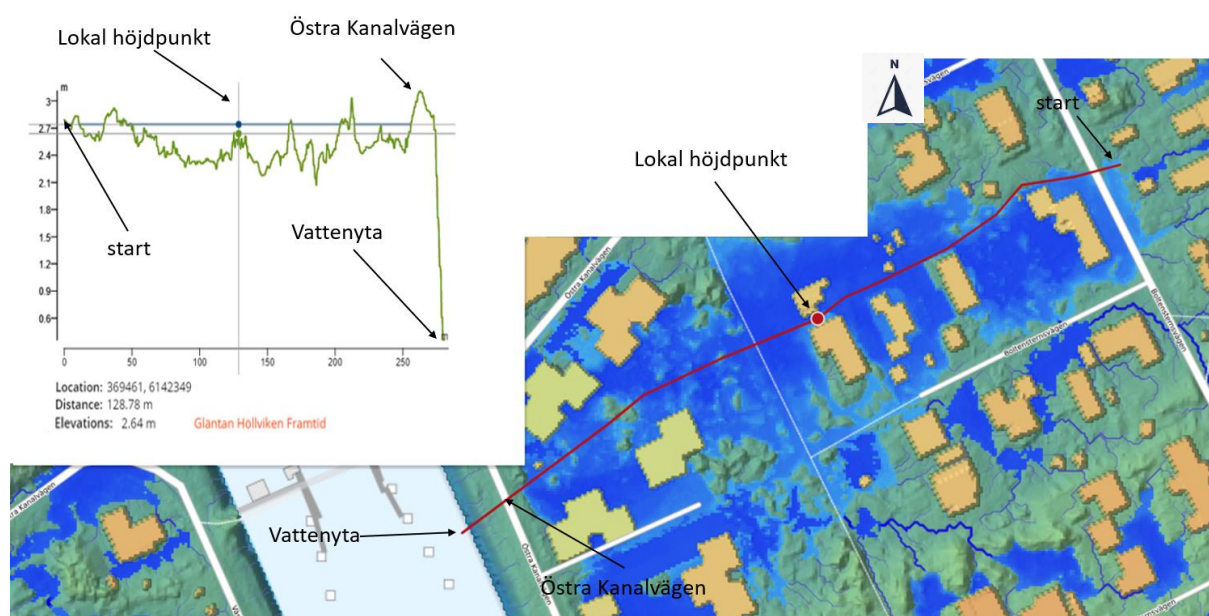 Lokal höjdpunkt
Östra Kanalvägen
m
3
2.7
2.4
2.1
1.8
1.5
1.2
0.9
0.6
start
Vattenyta
0
50
100
150
200
250
Location: 369461, 6142349
Distance: 128.78 m
Elevations: 2.64 m
Gläntan Höllviken Framtid
N
start
Lokal höjdpunkt
Östra Kanalvägen
Boltensternsvägen
Boltensternsvägen
Vattenyta
Östra Kanalvägen
Östra Kanalvägen